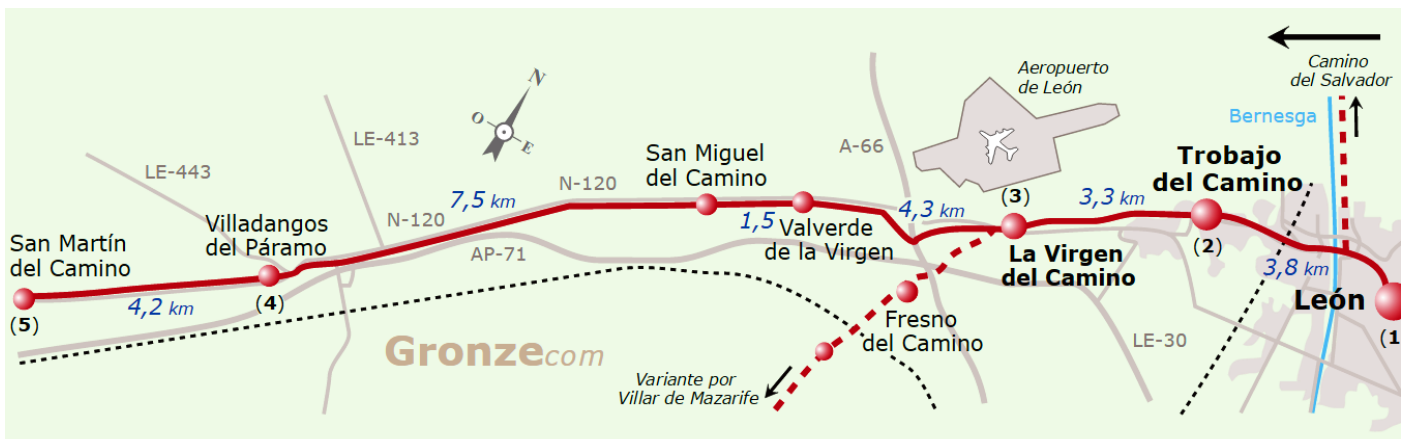 Camino
del Salvador
Aeropuerto
de León
N
O
E
Bernesga
LE-413
A-66
San Miguel
del Camino
Trobajo
del Camino
LE-443
N-120
(3)
3,3 km
7,5 km
4,3 km
Villadangos
del Páramo
N-120
1,5
Valverde
de la Virgen
San Martín
del Camino
AP-71
La Virgen
del Camino
(2)
3,8 km
4,2 km
(4)
(5)
León
(1
Fresno
del Camino
LE-30
Gronzecom
Variante por
Villar de Mazarife